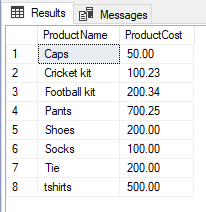 Results Messages
ProductName ProductCost
1 Caps 50.00
2 Cricket kit 100.23
3 Football kit 200.34
4 Pants 700.25
5 Shoes 200.00
6 Socks 100.00
7 Tie 200.00
8 tshirts 500.00